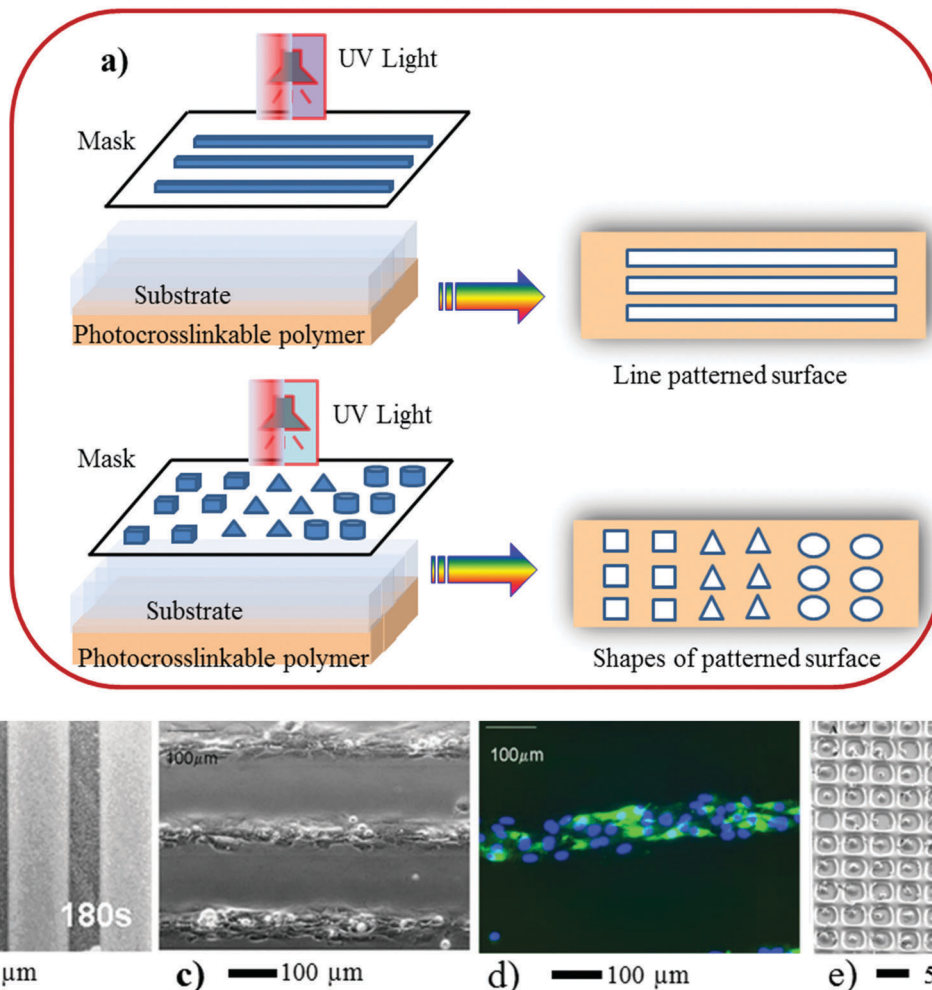 a)
UV Light
Mask
Substrate
Photocrosslinkable polymer
Line patterned surface
UV Light
Mask
Substrate
Photocrosslinkable polymer
Shapes of patterned surface
180s
100µm
100µm
µm
c) 100 µm
d) 100 µm
e) 5